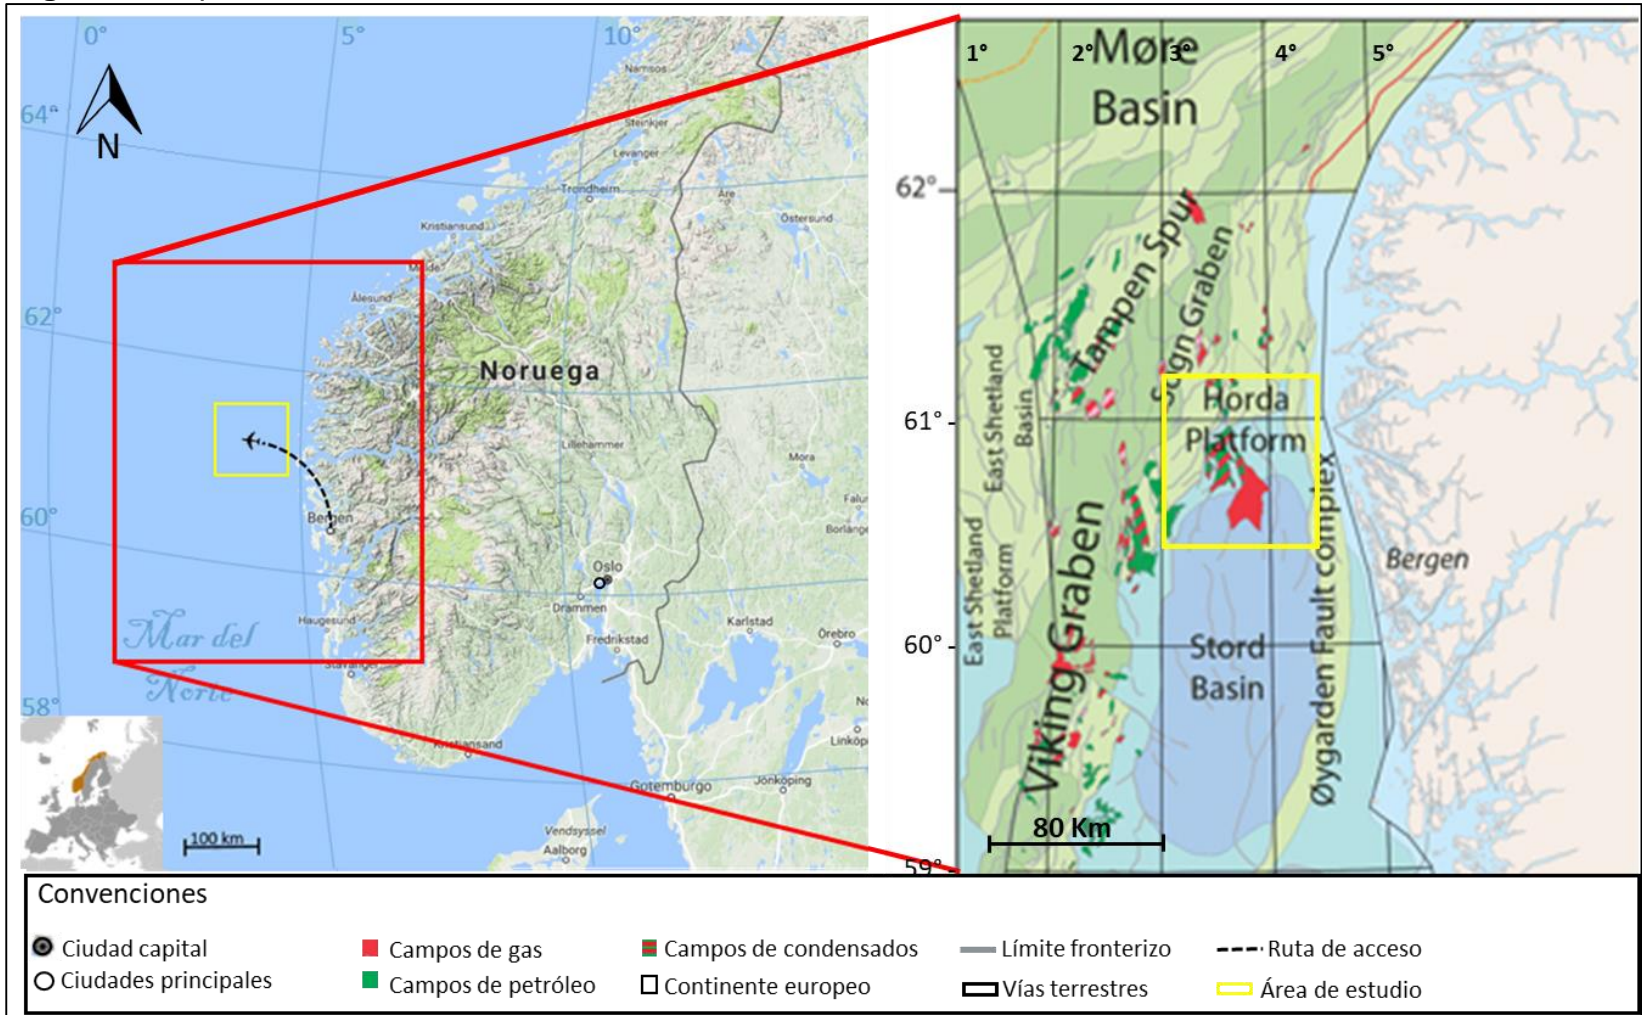 0°
5°
10°
64°
62°
60°
58°
N
Namsos
Steinkjer
Levanger
Trondheim
Åre
Östersund
Kristiansund
Molde
Ålesund
Noruega
Lillehammer
Mora
Falu
Borlänge
Bergen
Oslo
Drammen
Haugesund
Fredrikstad
Karlstad
Örebro
Stavanger
Mar del
Norte
Kristiansand
Linköp
Gotemburgo
Jönköping
Vendsyssel
Aalborg
100 km
1°
2°
3°
4°
5°
Møre
Basin
62°
61°
60°
59°
Tampen Spur
Sogn Graben
East Shetland
Basin
Horda
Platform
East Shetland
Platform
Viking Graben
Stord
Basin
Øygarden Fault complex
Bergen
80 Km
Convenciones
Ciudad capital
Campos de gas
Campos de condensados
Límite fronterizo
Ruta de acceso
Ciudades principales
Campos de petróleo
Continente europeo
Vías terrestres
Área de estudio